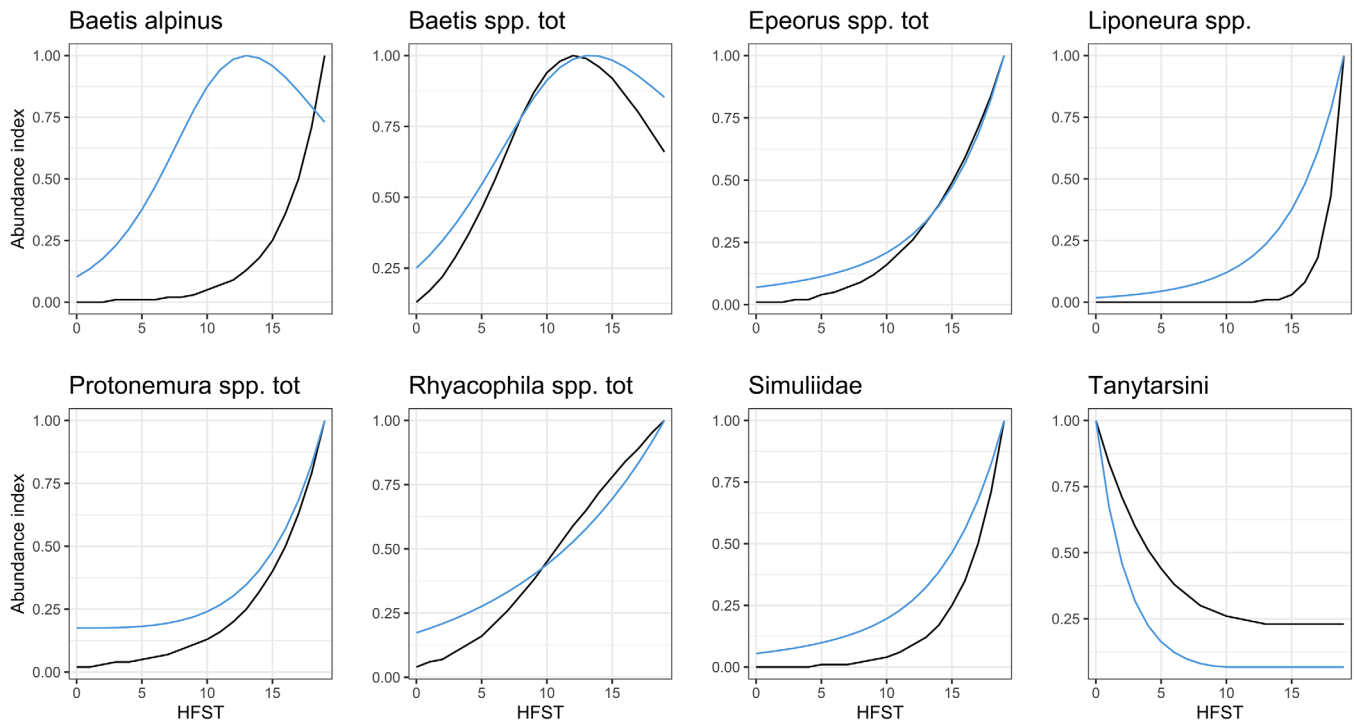 Baetis alpinus
Baetis spp. tot
Epeorus spp. tot
Liponeura spp.
Abundance index
1.00
0.75
0.50
0.25
0.00
0 5 10 15
1.00
0.75
0.50
0.25
0 5 10 15
1.00
0.75
0.50
0.25
0.00
0 5 10 15
1.00
0.75
0.50
0.25
0.00
0 5 10 15
Protonemura spp. tot
Rhyacophila spp. tot
Simuliidae
Tanytarsini
Abundance index
1.00
0.75
0.50
0.25
0.00
0 5 10 15
HFST
1.00
0.75
0.50
0.25
0.00
0 5 10 15
HFST
1.00
0.75
0.50
0.25
0.00
0 5 10 15
HFST
1.00
0.75
0.50
0.25
0 5 10 15
HFST